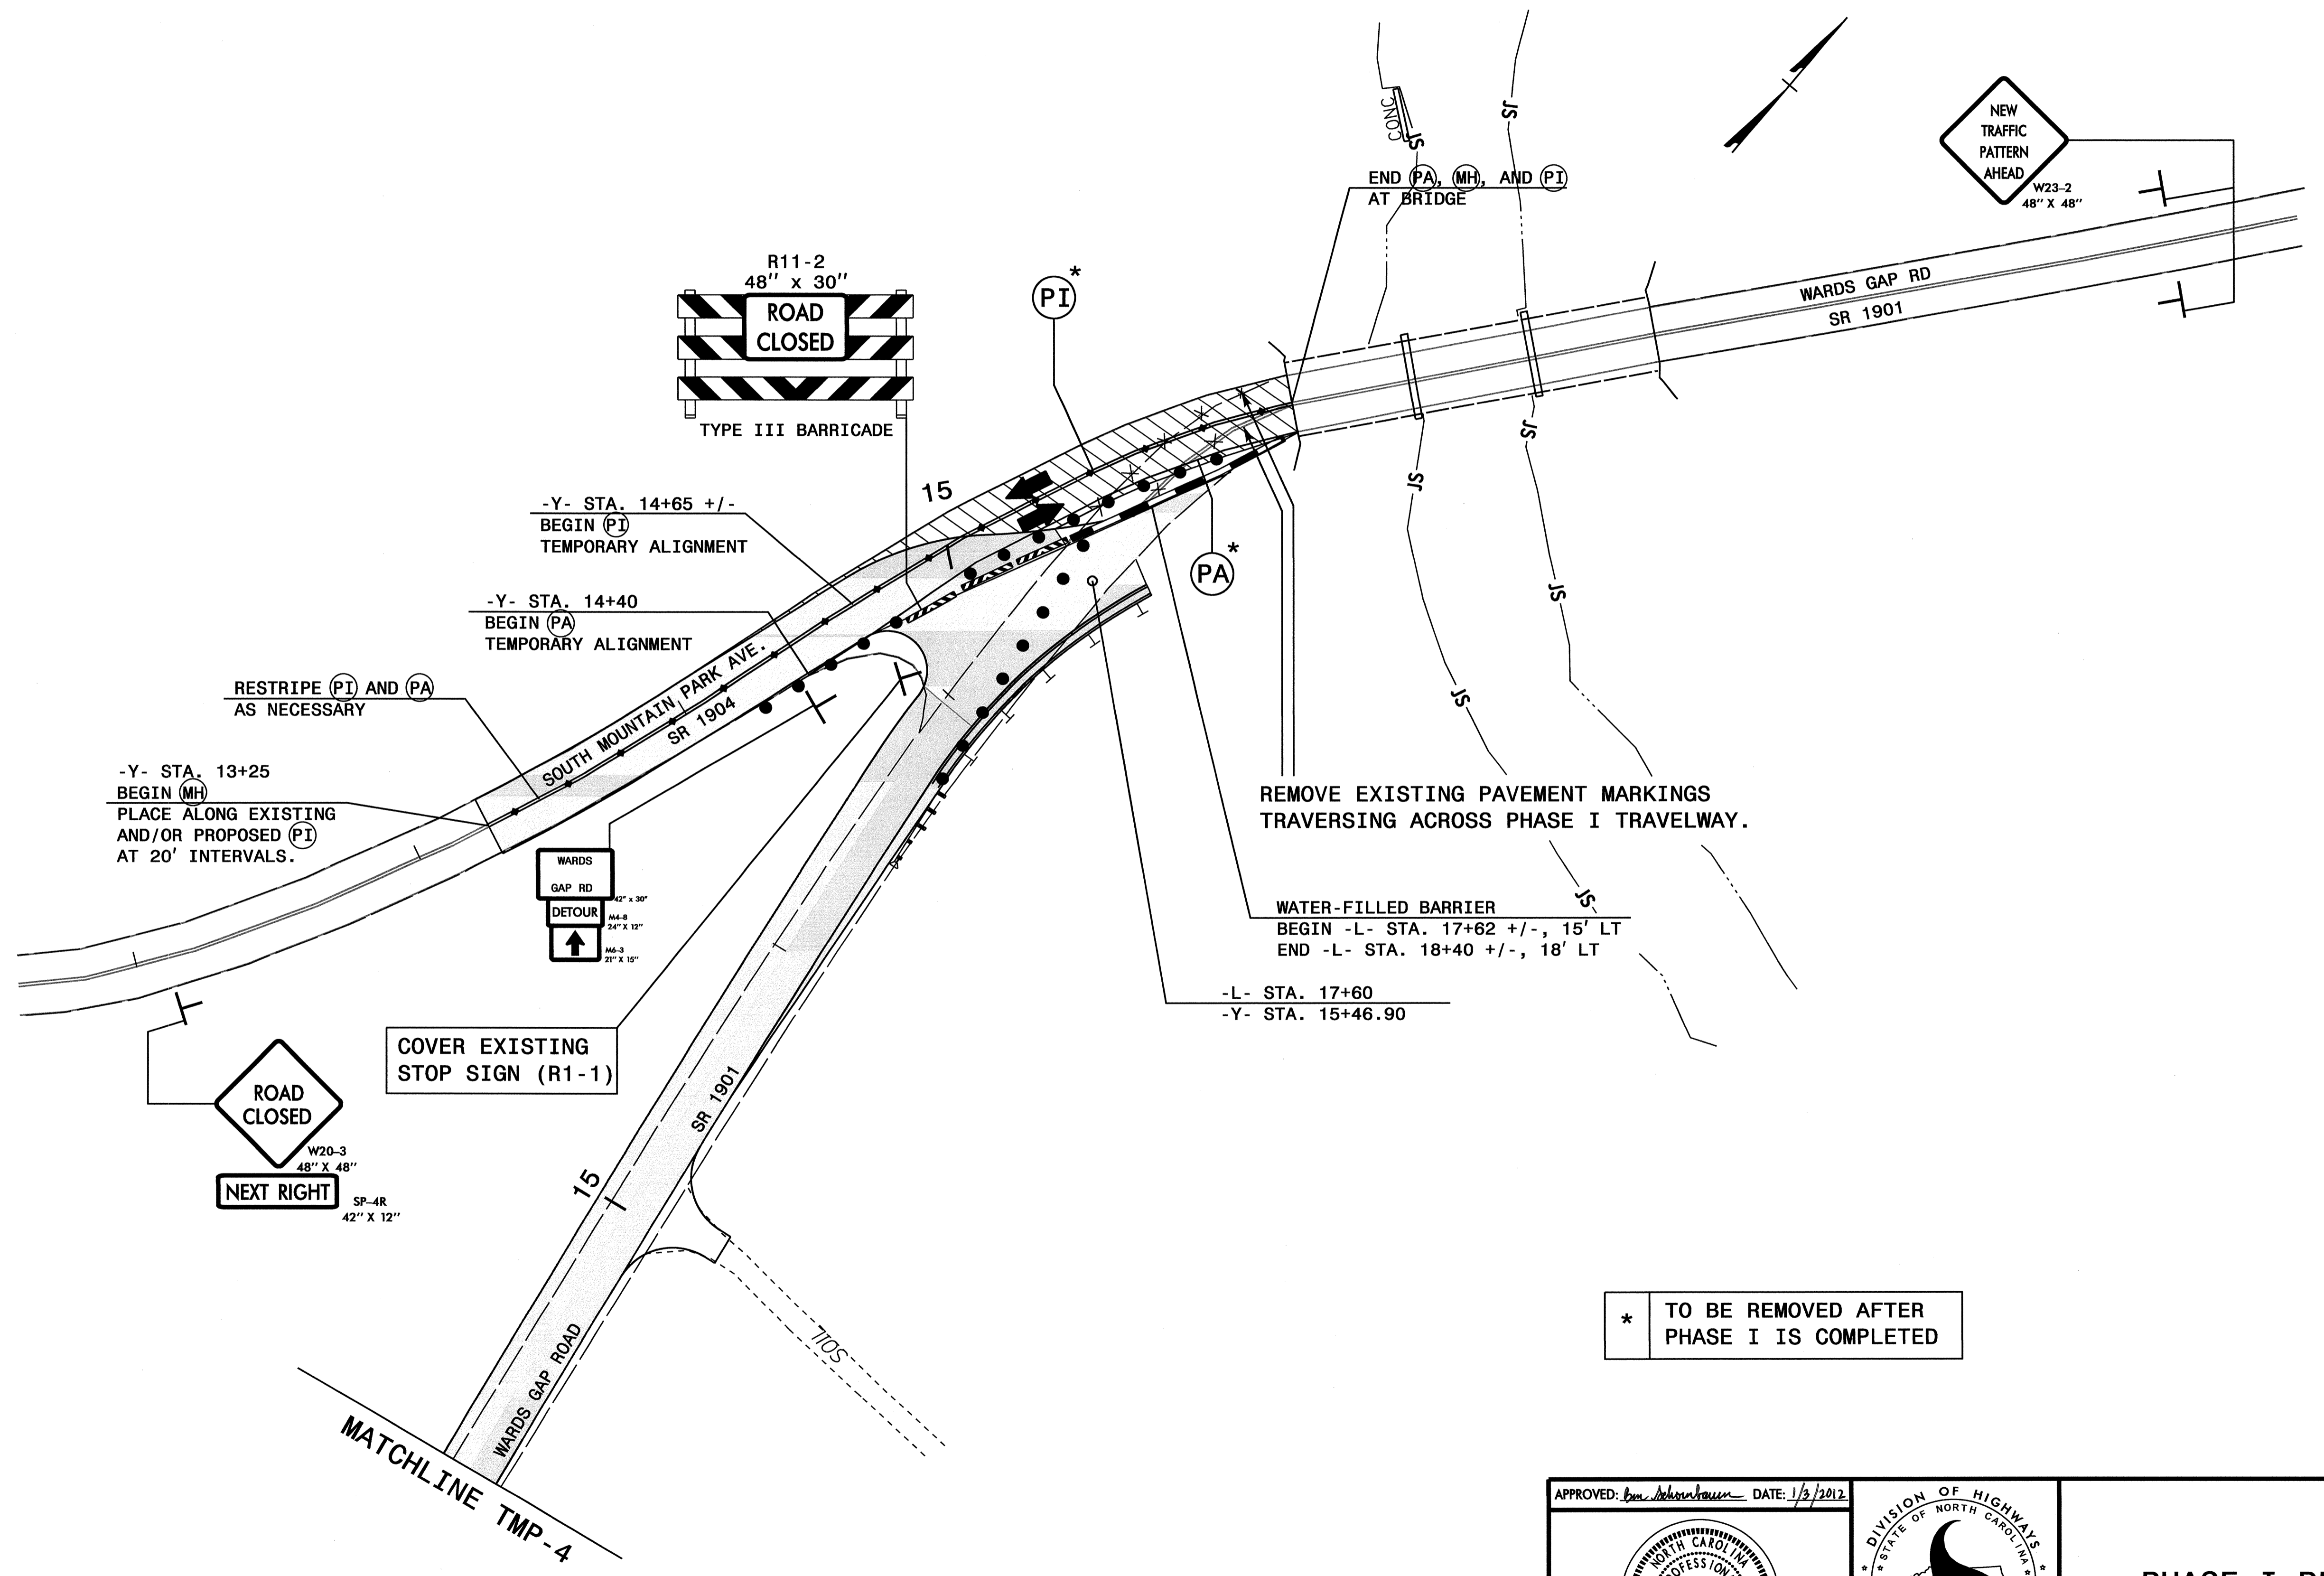 NEW
TRAFFIC
PATTERN
AHEAD
W23-2
48" X 48"
CONC
JS
JS
END PA, MH, AND PI
AT BRIDGE
R11-2
48" x 30"
ROAD
CLOSED
TYPE III BARRICADE
PI*
WARDS GAP RD
SR 1901
JS
JS
15
-Y- STA. 14+65 +/-
BEGIN PI
TEMPORARY ALIGNMENT
PA*
-Y- STA. 14+40
BEGIN PA
TEMPORARY ALIGNMENT
JS
JS
RESTRIPE PI AND PA
AS NECESSARY
SOUTH MOUNTAIN PARK AVE.
SR 1904
-Y- STA. 13+25
BEGIN MH
PLACE ALONG EXISTING
AND/OR PROPOSED PI
AT 20' INTERVALS.
REMOVE EXISTING PAVEMENT MARKINGS
TRAVERSING ACROSS PHASE I TRAVELWAY.
WARDS
GAP RD
42" x 30"
DETOUR
M4-8
24" X 12"
M6-3
21" X 15"
JS
WATER-FILLED BARRIER
BEGIN -L- STA. 17+62 +/-, 15' LT
END -L- STA. 18+40 +/-, 18' LT
-L- STA. 17+60
-Y- STA. 15+46.90
COVER EXISTING
STOP SIGN (R1-1)
ROAD
CLOSED
W20-3
48" X 48"
NEXT RIGHT
SP-4R
42" X 12"
SR 1901
15
WARDS GAP ROAD
SOIL
MATCHLINE TMP-4
* TO BE REMOVED AFTER
PHASE I IS COMPLETED
APPROVED: DATE: 1/3/2012
DIVISION OF HIGHWAYS
STATE OF NORTH CAROLINA
NORTH CAROLINA
PHASE I